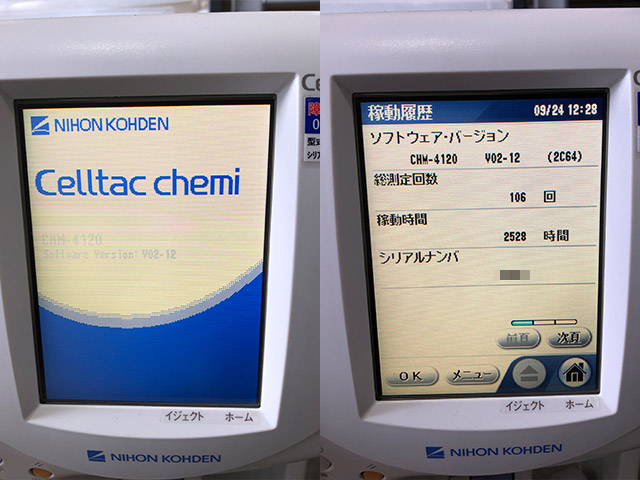 NIHON KOHDEN
Celltac chemi
CHM-4120
Software Version: V02-12
イジェクト ホーム
NIHON KOHDEN
型式
稼動履歴 09/24 12:28
ソフトウェア・バージョン
CHM-4120 V02-12 (2C64)
総測定回数
106 回
稼動時間
2528 時間
シリアルナンバ
前頁 次頁
OK メニュー
イジェクト ホーム
NIHON KOHDEN